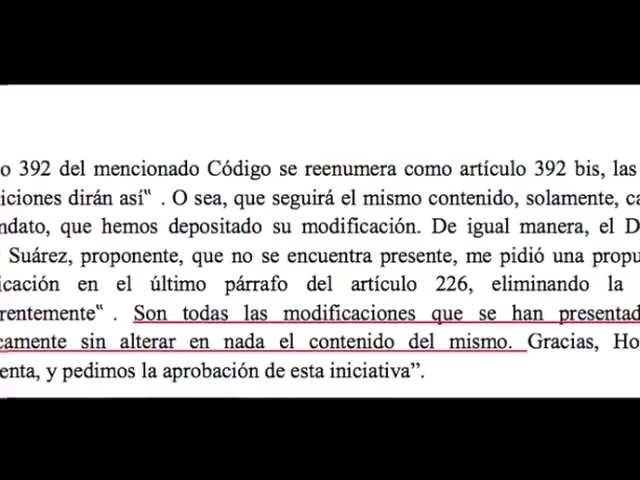 o 392 del mencionado Código se reenumera como artículo 392 bis, las
iciones dirán así" . O sea, que seguirá el mismo contenido, solamente, ca
ndato, que hemos depositado su modificación. De igual manera, el D
Suárez, proponente, que no se encuentra presente, me pidió una propu
icación en el último párrafo del artículo 226, eliminando la
rentemente" . Son todas las modificaciones que se han presentad
camente sin alterar en nada el contenido del mismo. Gracias, Ho
enta, y pedimos la aprobación de esta iniciativa”.